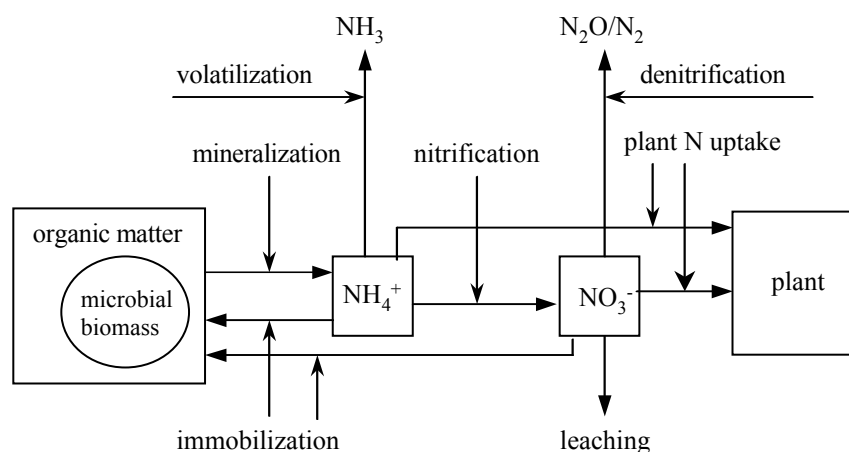 NH₃
N₂O/N₂
volatilization
denitrification
mineralization
nitrification
plant N uptake
organic matter
microbial
biomass
NH₄⁺
NO₃⁻
plant
immobilization
leaching